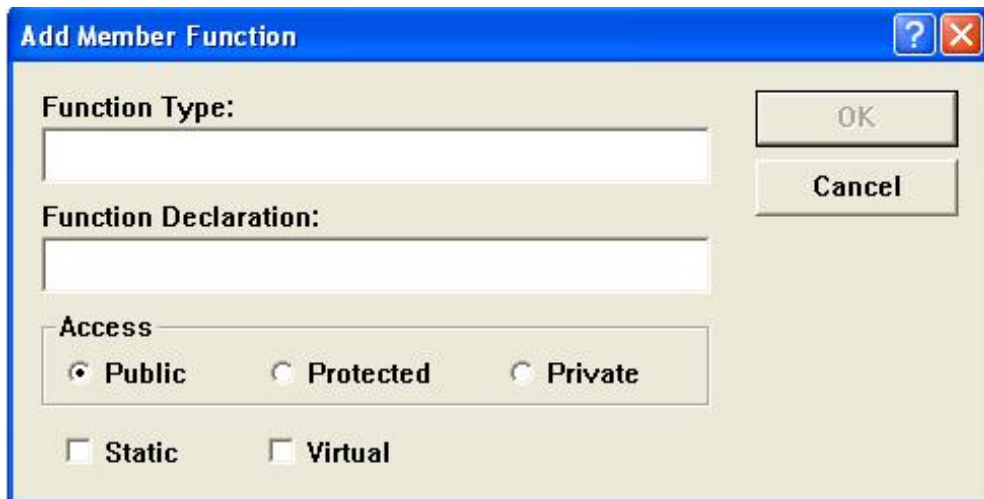 Add Member Function
Function Type:
OK
Cancel
Function Declaration:
Access
Public Protected Private
Static Virtual